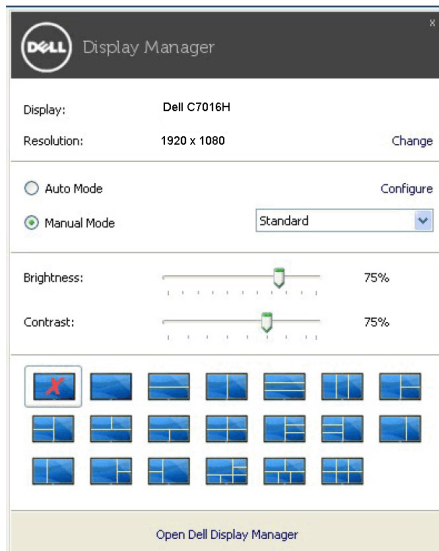 x
DELL Display Manager
Display: Dell C7016H
Resolution: 1920 x 1080 Change
Auto Mode Configure
Manual Mode Standard
Brightness: 75%
Contrast: 75%
Open Dell Display Manager